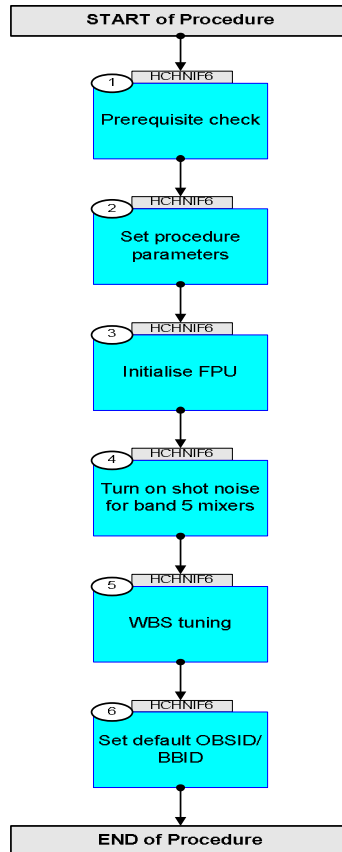 START of Procedure
HCHNIF6
1
Prerequisite check
HCHNIF6
2
Set procedure
parameters
HCHNIF6
3
Initialise FPU
HCHNIF6
4
Turn on shot noise
for band 5 mixers
HCHNIF6
5
WBS tuning
HCHNIF6
6
Set default OBSID/
BBID
END of Procedure